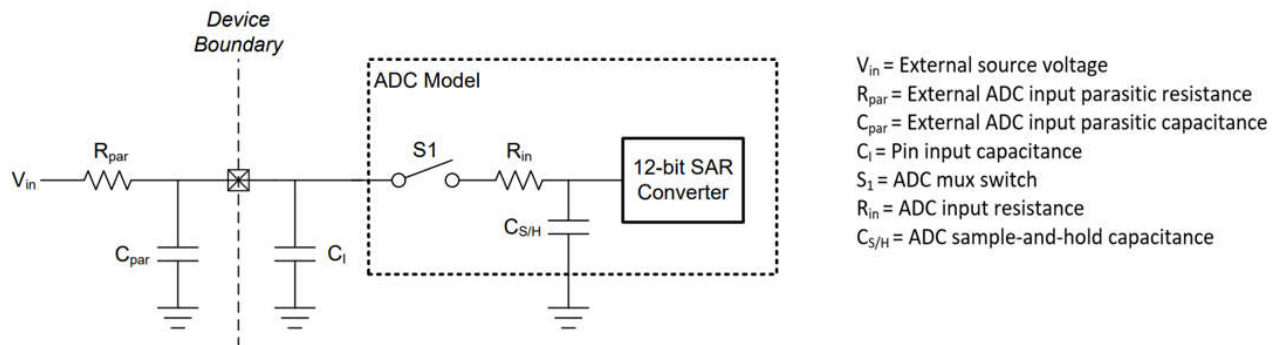 Device
Boundary
ADC Model
V_in
R_par
C_par
C_I
S1
R_in
C_S/H
12-bit SAR
Converter
V_in = External source voltage
R_par = External ADC input parasitic resistance
C_par = External ADC input parasitic capacitance
C_I = Pin input capacitance
S_1 = ADC mux switch
R_in = ADC input resistance
C_S/H = ADC sample-and-hold capacitance